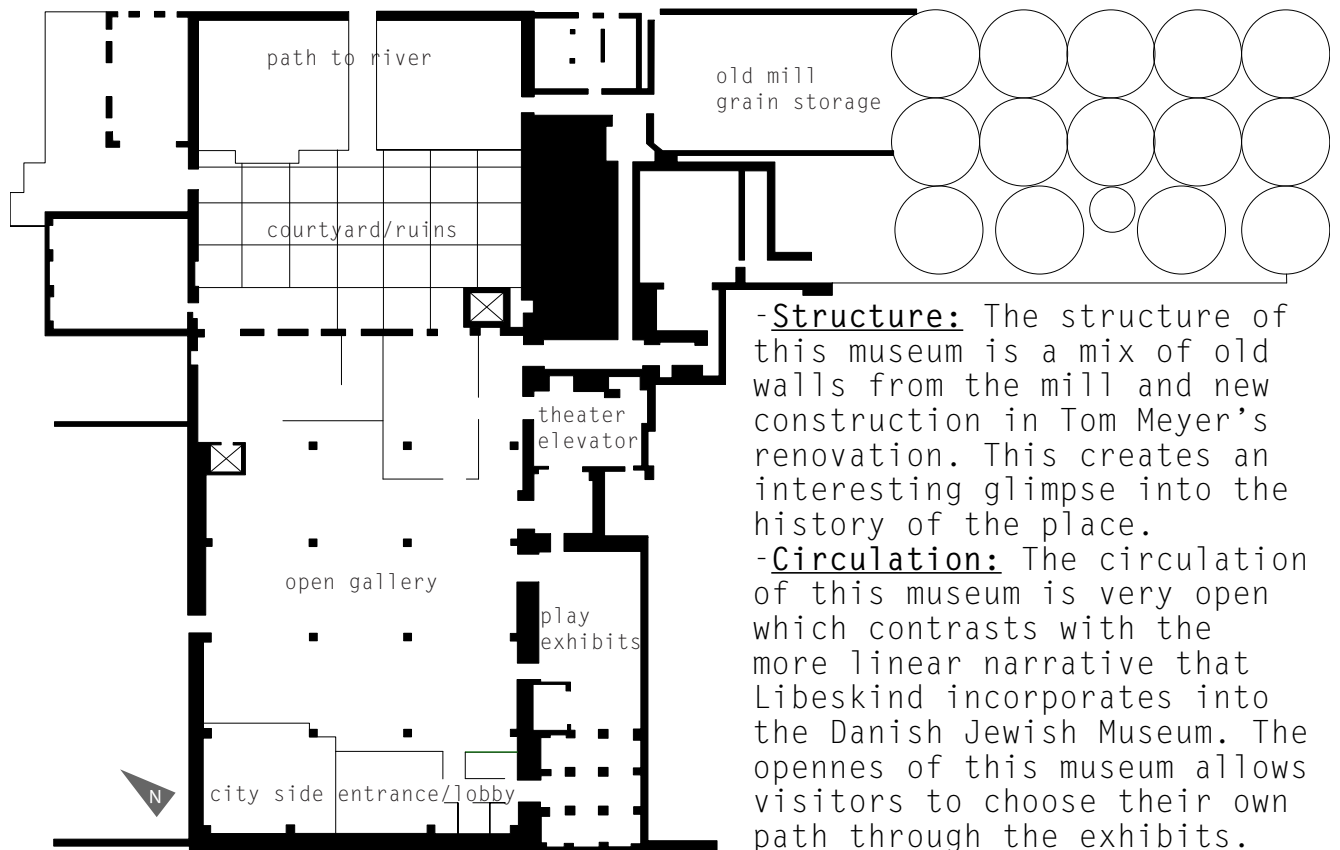 path to river
old mill
grain storage
courtyard/ruins
theater
elevator
open gallery
play
exhibits
N
city side entrance/lobby
-Structure: The structure of
this museum is a mix of old
walls from the mill and new
construction in Tom Meyer’s
renovation. This creates an
interesting glimpse into the
history of the place.
-Circulation: The circulation
of this museum is very open
which contrasts with the
more linear narrative that
Libeskind incorporates into
the Danish Jewish Museum. The
opennes of this museum allows
visitors to choose their own
path through the exhibits.